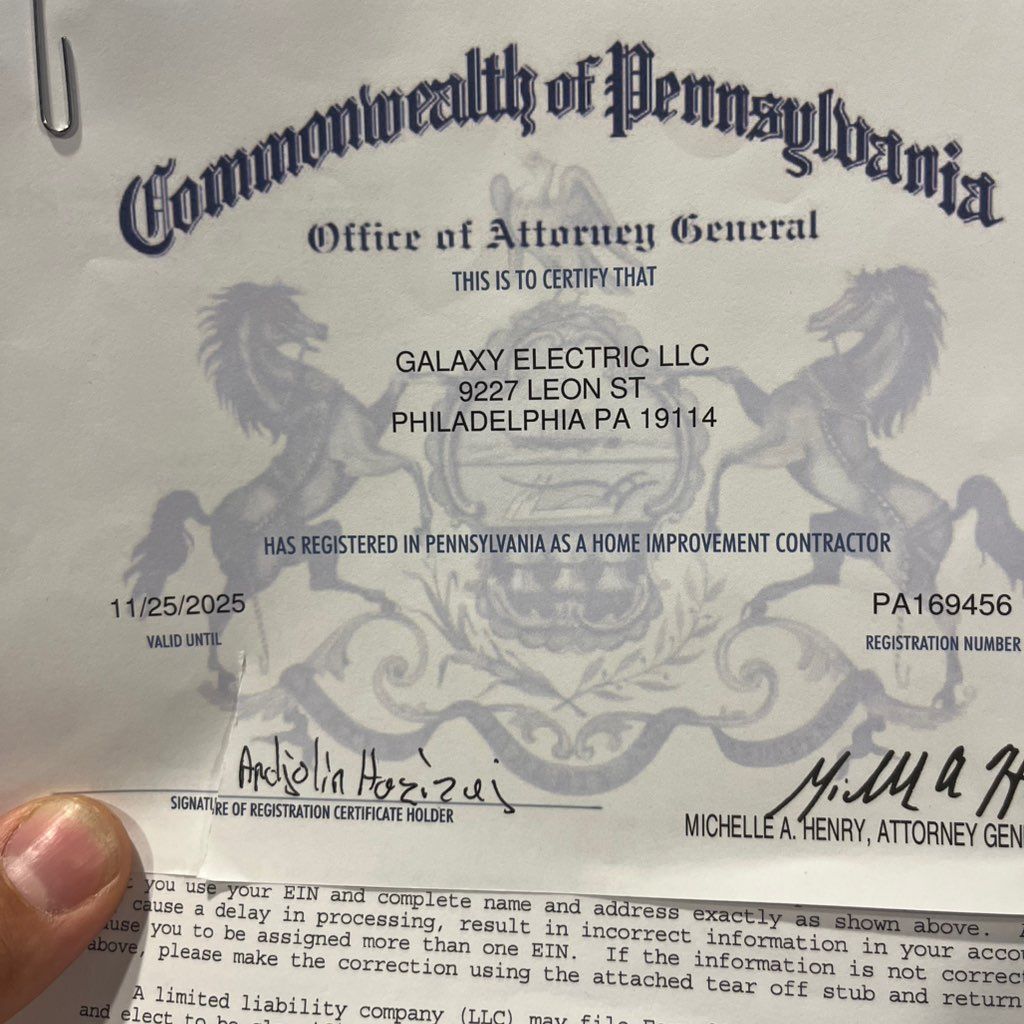 Commonwealth of Pennsylvania
Office of Attorney General
THIS IS TO CERTIFY THAT
GALAXY ELECTRIC LLC
9227 LEON ST
PHILADELPHIA PA 19114
HAS REGISTERED IN PENNSYLVANIA AS A HOME IMPROVEMENT CONTRACTOR
11/25/2025
VALID UNTIL
PA169456
REGISTRATION NUMBER
Andjolin Hozizaj
SIGNATURE OF REGISTRATION CERTIFICATE HOLDER
MICHELLE A. HENRY, ATTORNEY GEN
you use your EIN and complete name and address exactly as shown above.
cause a delay in processing, result in incorrect information in your accou
you to be assigned more than one EIN. If the information is not correct
above, please make the correction using the attached tear off stub and return
A limited liability company (LLC) may file
and elect to be